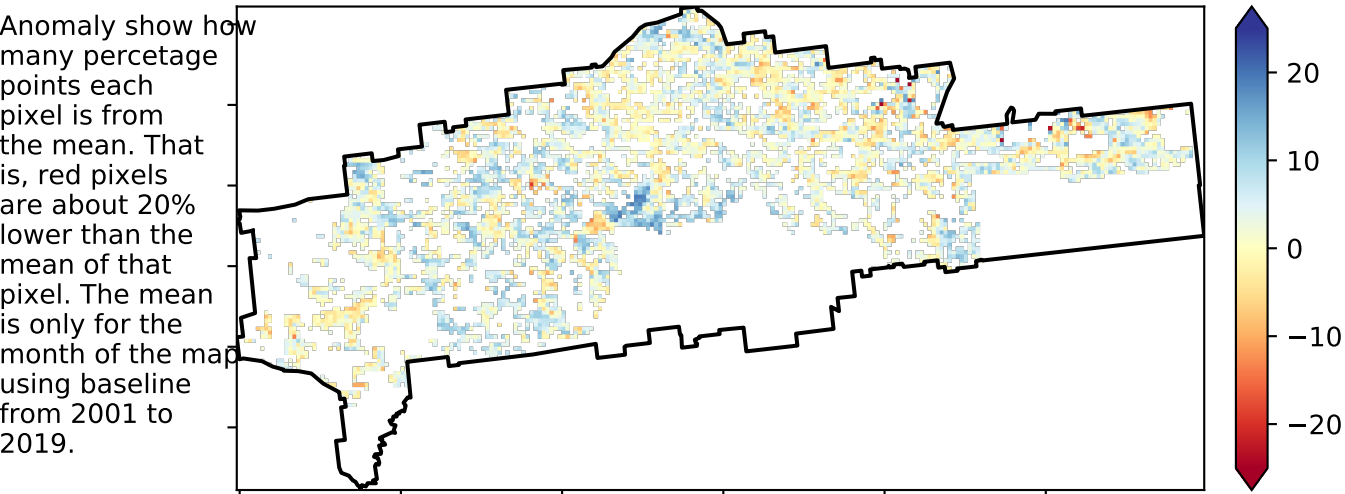 Anomaly show how
many percetage
points each
pixel is from
the mean. That
is, red pixels
are about 20%
lower than the
mean of that
pixel. The mean
is only for the
month of the map
using baseline
from 2001 to
2019.
20
10
0
−10
−20